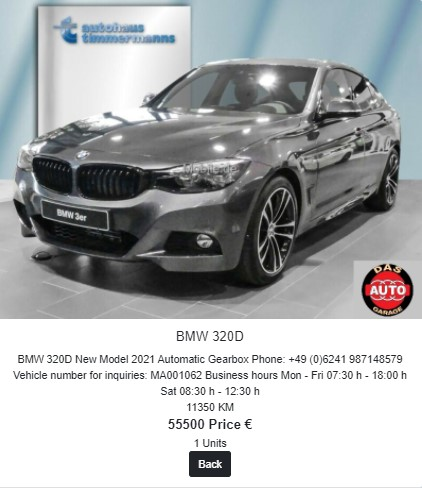 autohaus
timmermanns
BMW 3er
DAS
AUTO
GARAGE
BMW 320D
BMW 320D New Model 2021 Automatic Gearbox Phone: +49 (0)6241 987148579
Vehicle number for inquiries: MA001062 Business hours Mon - Fri 07:30 h - 18:00 h
Sat 08:30 h - 12:30 h
11350 KM
55500 Price €
1 Units
Back